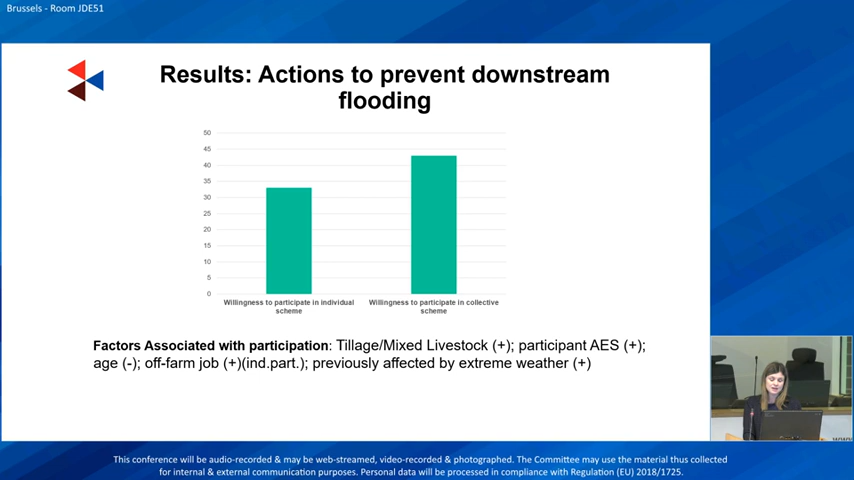 Brussels - Room JDE51
Results: Actions to prevent downstream
flooding
50
45
40
35
30
25
20
15
10
5
0
Willingness to participate in individual
scheme
Willingness to participate in collective
scheme
Factors Associated with participation: Tillage/Mixed Livestock (+); participant AES (+);
age (-); off-farm job (+)(ind.part.); previously affected by extreme weather (+)
This conference will be audio-recorded & may be web-streamed, video-recorded & photographed. The Committee may use the material thus collected
for internal & external communication purposes. Personal data will be processed in compliance with Regulation (EU) 2018/1725.